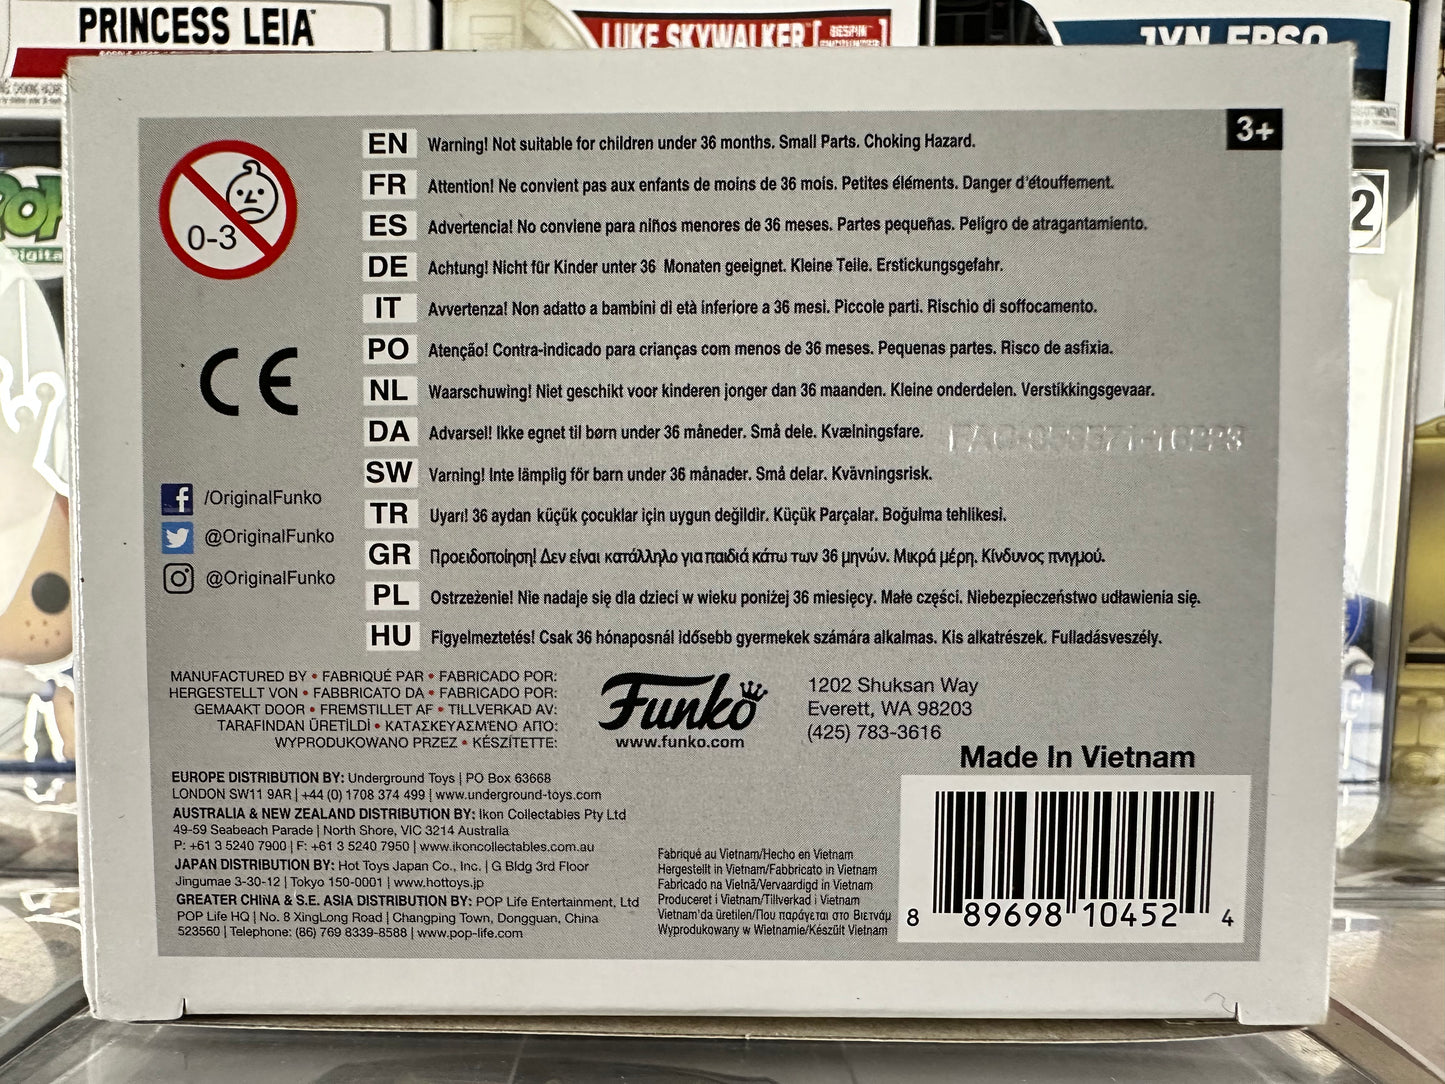 PRINCESS LEIA
LUKE SKYWALKER [BESPIN ENCOUNTER]
JYN ERSO
3+
0-3
EN Warning! Not suitable for children under 36 months. Small Parts. Choking Hazard.
FR Attention! Ne convient pas aux enfants de moins de 36 mois. Petites éléments. Danger d'étouffement.
ES Advertencia! No conviene para niños menores de 36 meses. Partes pequeñas. Peligro de atragantamiento.
DE Achtung! Nicht für Kinder unter 36 Monaten geeignet. Kleine Teile. Erstickungsgefahr.
IT Avvertenza! Non adatto a bambini di età inferiore a 36 mesi. Piccole parti. Rischio di soffocamento.
PO Atenção! Contra-indicado para crianças com menos de 36 meses. Pequenas partes. Risco de asfixia.
NL Waarschuwing! Niet geschikt voor kinderen jonger dan 36 maanden. Kleine onderdelen. Verstikkingsgevaar.
DA Advarsel! Ikke egnet til børn under 36 måneder. Små dele. Kvælningsfare.
SW Varning! Inte lämplig för barn under 36 månader. Små delar. Kvävningsrisk.
TR Uyarı! 36 aydan küçük çocuklar için uygun değildir. Küçük Parçalar. Boğulma tehlikesi.
GR Προειδοποίηση! Δεν είναι κατάλληλο για παιδιά κάτω των 36 μηνών. Μικρά μέρη. Κίνδυνος πνιγμού.
PL Ostrzeżenie! Nie nadaje się dla dzieci w wieku poniżej 36 miesięcy. Małe części. Niebezpieczeństwo udławienia się.
HU Figyelmeztetés! Csak 36 hónaposnál idősebb gyermekek számára alkalmas. Kis alkatrészek. Fulladásveszély.
CE
/OriginalFunko
@OriginalFunko
@OriginalFunko
MANUFACTURED BY • FABRIQUÉ PAR • FABRICADO POR:
HERGESTELLT VON • FABBRICATO DA • FABRICADO POR:
GEMAAKT DOOR • FREMSTILLET AF • TILLVERKAD AV:
TARAFINDAN ÜRETİLDİ • ΚΑΤΑΣΚΕΥΑΣΜΈΝΟ ΑΠΌ:
WYPRODUKOWANO PRZEZ • KÉSZÍTETTE:
Funko
www.funko.com
1202 Shuksan Way
Everett, WA 98203
(425) 783-3616
Made In Vietnam
EUROPE DISTRIBUTION BY: Underground Toys | PO Box 63668
LONDON SW11 9AR | +44 (0) 1708 374 499 | www.underground-toys.com
AUSTRALIA & NEW ZEALAND DISTRIBUTION BY: Ikon Collectables Pty Ltd
49-59 Seabeach Parade | North Shore, VIC 3214 Australia
P: +61 3 5240 7900 | F: +61 3 5240 7950 | www.ikoncollectables.com.au
JAPAN DISTRIBUTION BY: Hot Toys Japan Co., Inc. | G Bldg 3rd Floor
Jingumae 3-30-12 | Tokyo 150-0001 | www.hottoys.jp
GREATER CHINA & S.E. ASIA DISTRIBUTION BY: POP Life Entertainment, Ltd
POP Life HQ | No. 8 XingLong Road | Changping Town, Dongguan, China
523560 | Telephone: (86) 769 8339-8588 | www.pop-life.com
Fabriqué au Vietnam/Hecho en Vietnam
Hergestellt in Vietnam/Fabbricato in Vietnam
Fabricado na Vietnã/Vervaardigd in Vietnam
Produceret i Vietnam/Tillverkad i Vietnam
Vietnam'da üretilen/Που παράγεται στο Βιετνάμ
Wyprodukowany w Wietnamie/Készült Vietnam
8 89698 10452 4